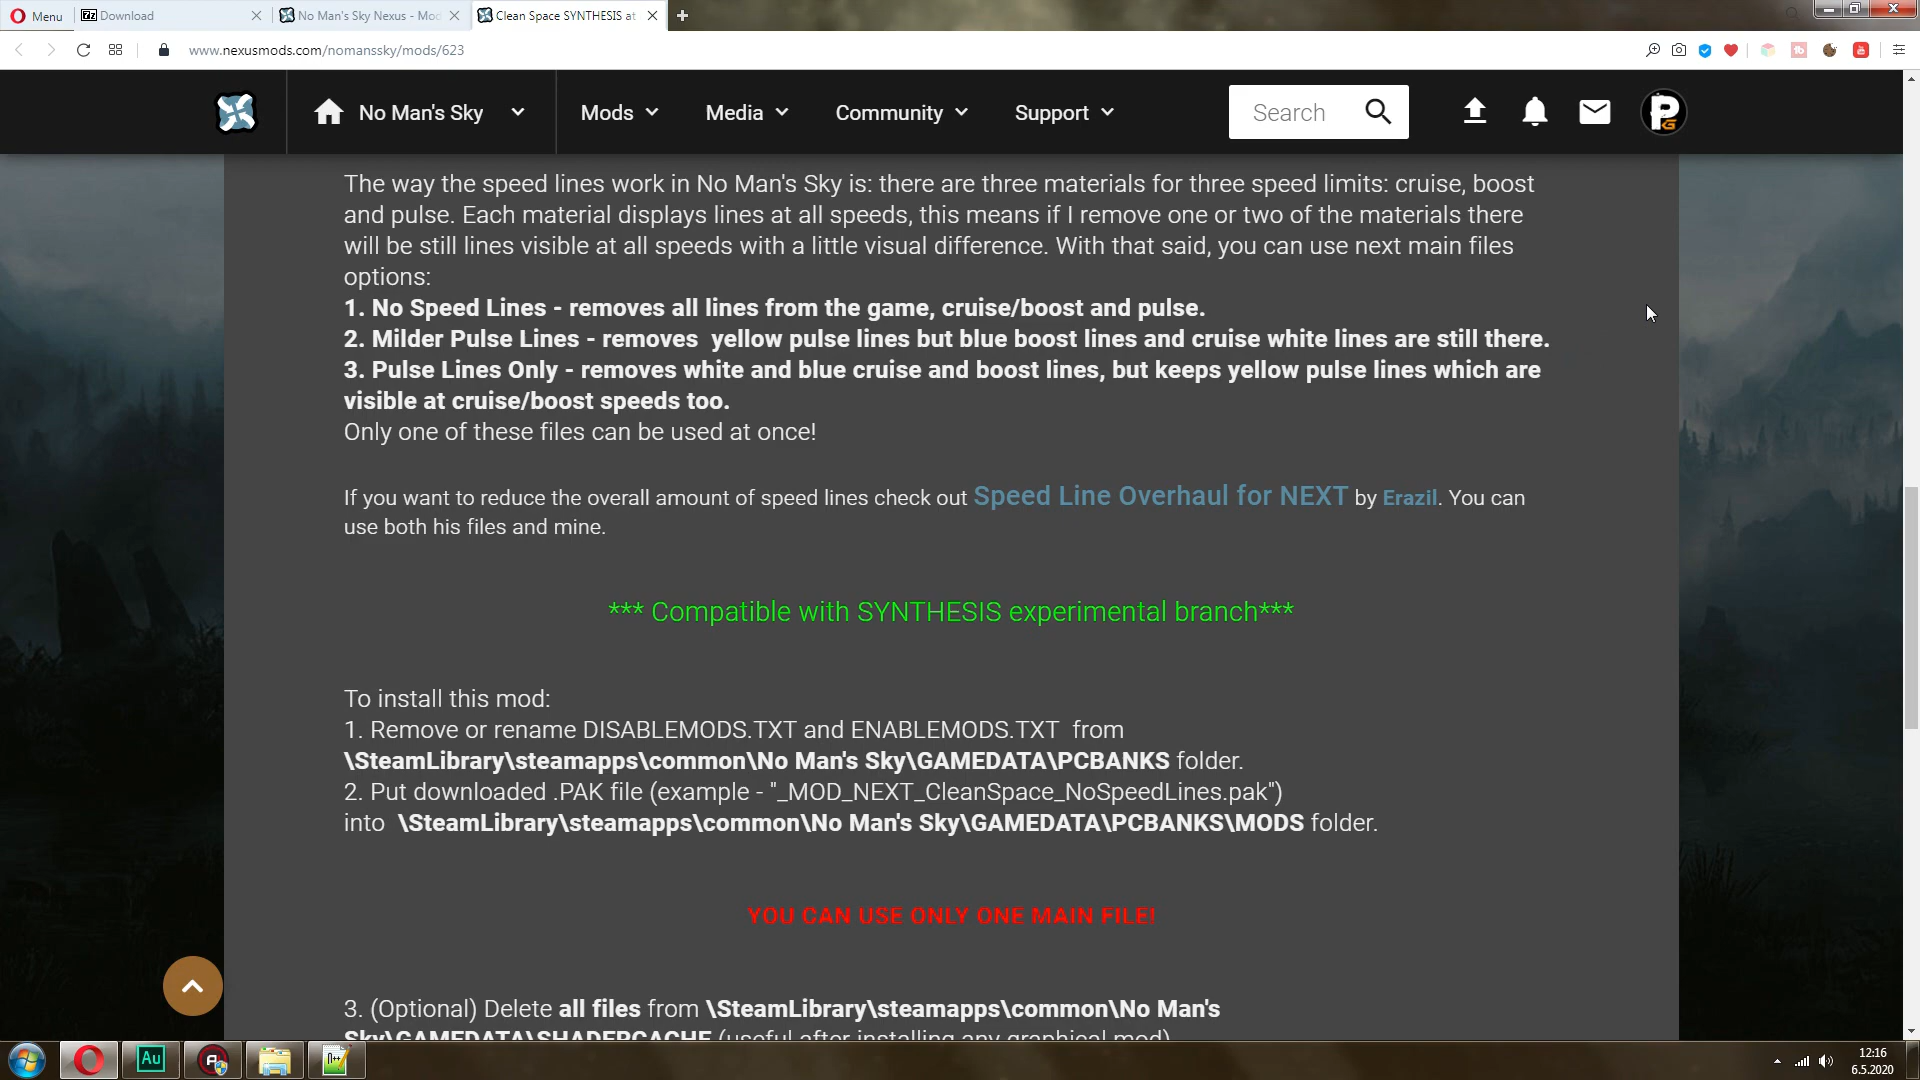 Menu
Download
No Man's Sky Nexus - Mod
Clean Space SYNTHESIS at
www.nexusmods.com/nomanssky/mods/623
No Man's Sky
Mods
Media
Community
Support
Search
The way the speed lines work in No Man's Sky is: there are three materials for three speed limits: cruise, boost
and pulse. Each material displays lines at all speeds, this means if I remove one or two of the materials there
will be still lines visible at all speeds with a little visual difference. With that said, you can use next main files
options:
1. No Speed Lines - removes all lines from the game, cruise/boost and pulse.
2. Milder Pulse Lines - removes  yellow pulse lines but blue boost lines and cruise white lines are still there.
3. Pulse Lines Only - removes white and blue cruise and boost lines, but keeps yellow pulse lines which are
visible at cruise/boost speeds too.
Only one of these files can be used at once!
If you want to reduce the overall amount of speed lines check out Speed Line Overhaul for NEXT by Erazil. You can
use both his files and mine.
*** Compatible with SYNTHESIS experimental branch***
To install this mod:
1. Remove or rename DISABLEMODS.TXT and ENABLEMODS.TXT  from
\SteamLibrary\steamapps\common\No Man's Sky\GAMEDATA\PCBANKS folder.
2. Put downloaded .PAK file (example - "_MOD_NEXT_CleanSpace_NoSpeedLines.pak")
into  \SteamLibrary\steamapps\common\No Man's Sky\GAMEDATA\PCBANKS\MODS folder.
YOU CAN USE ONLY ONE MAIN FILE!
3. (Optional) Delete all files from \SteamLibrary\steamapps\common\No Man's
Sky\GAMEDATA\SHADERCACHE (useful after installing any graphical mod)
Au
12:16
6.5.2020